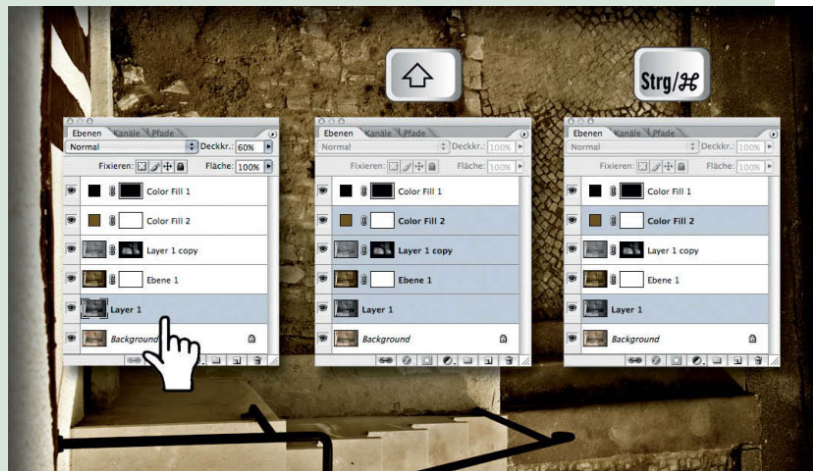 Strg/⌘
Ebenen Kanäle Pfade
Normal Deckkr.: 60%
Fixieren: Fläche: 100%
Color Fill 1
Color Fill 2
Layer 1 copy
Ebene 1
Layer 1
Background
Ebenen Kanäle Pfade
Normal Deckkr.: 100%
Fixieren: Fläche: 100%
Color Fill 1
Color Fill 2
Layer 1 copy
Ebene 1
Layer 1
Background
Ebenen Kanäle Pfade
Normal Deckkr.: 100%
Fixieren: Fläche: 100%
Color Fill 1
Color Fill 2
Layer 1 copy
Ebene 1
Layer 1
Background